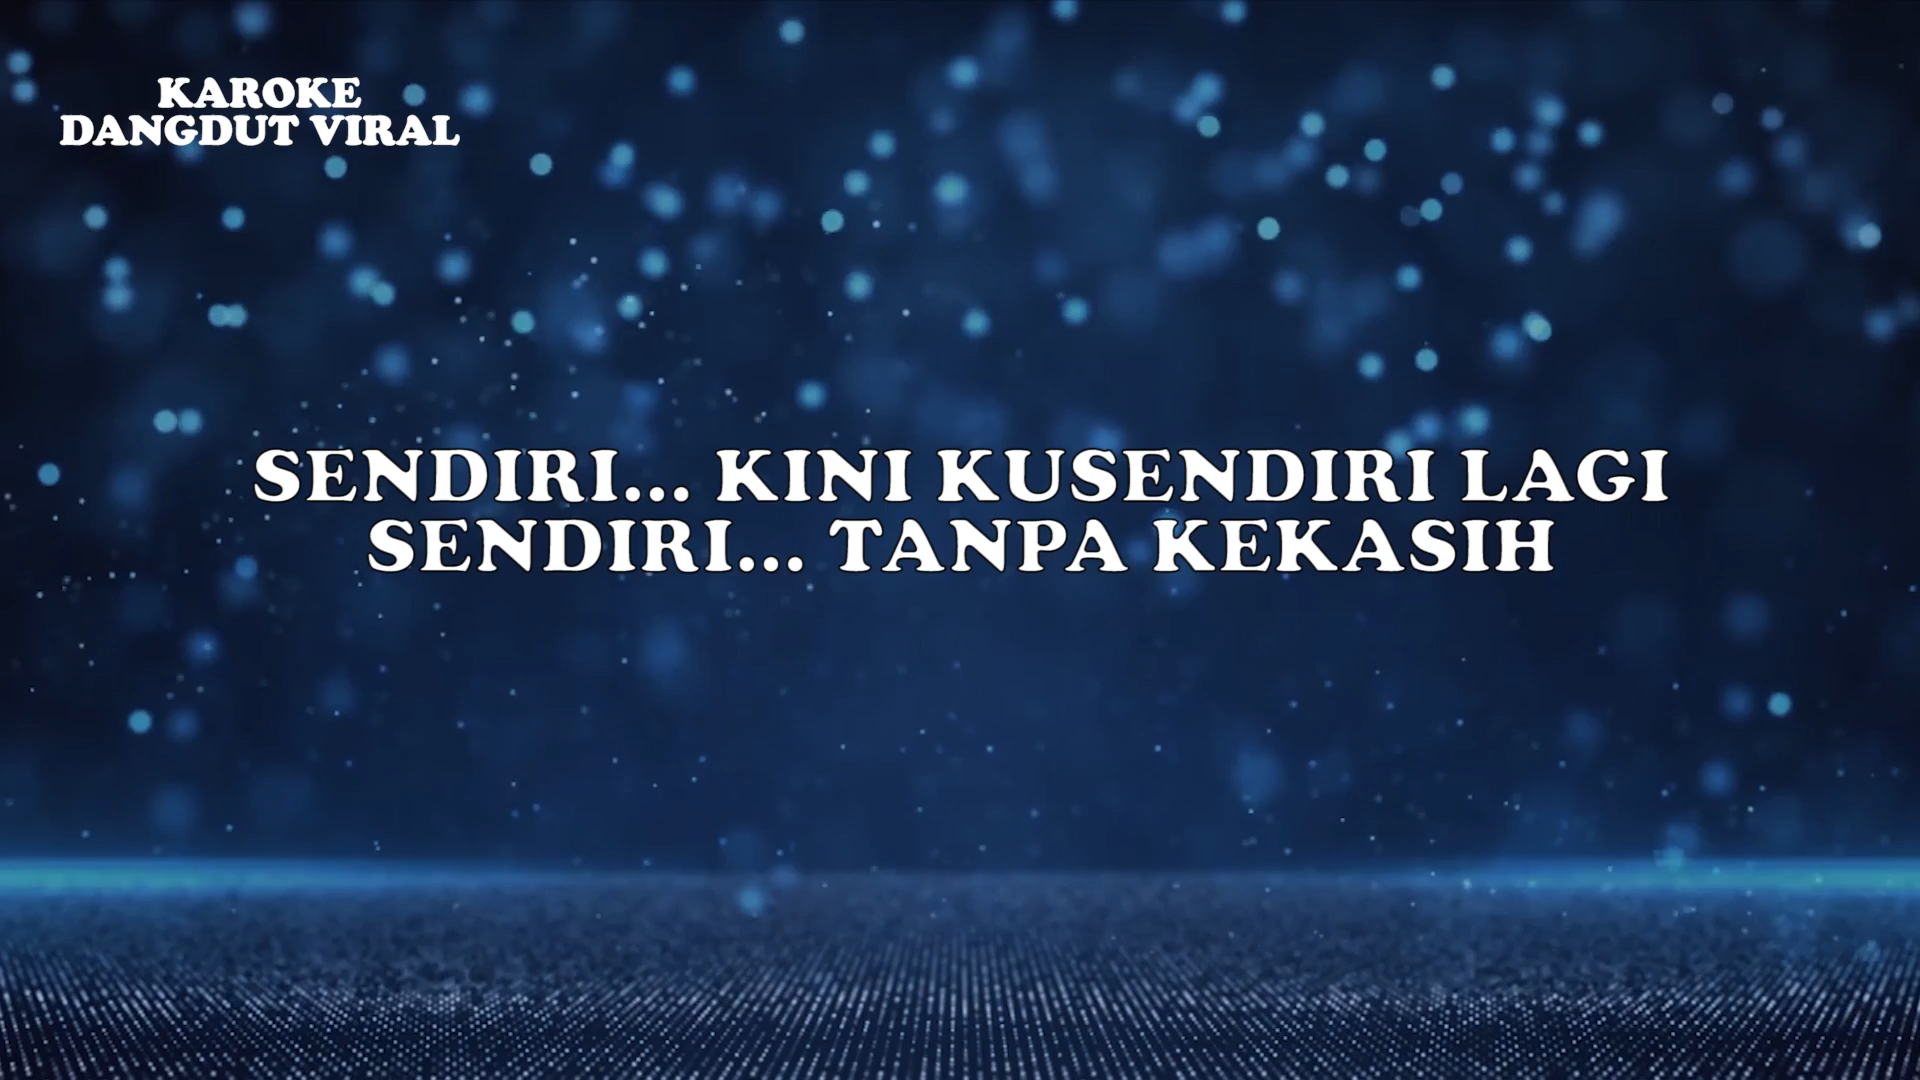 KAROKE
DANGDUT VIRAL
SENDIRI... KINI KUSENDIRI LAGI
SENDIRI... TANPA KEKASIH